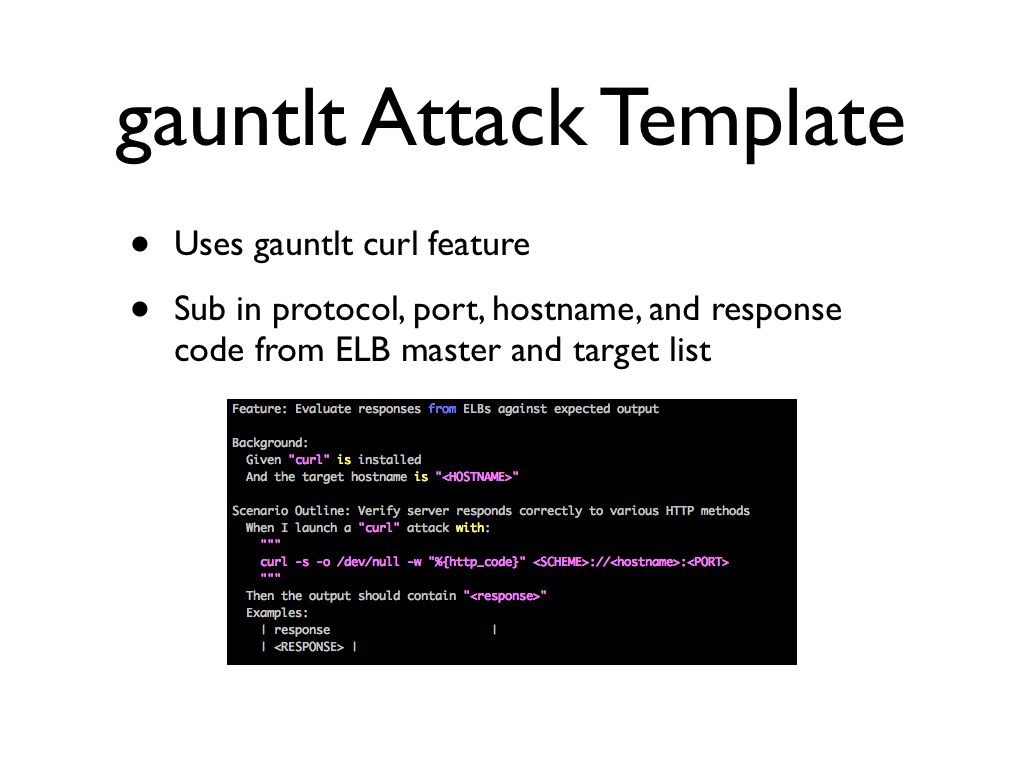 gauntlt Attack Template
• Uses gauntlt curl feature
• Sub in protocol, port, hostname, and response
code from ELB master and target list
Feature: Evaluate responses from ELBs against expected output
Background:
  Given "curl" is installed
  And the target hostname is "<HOSTNAME>"
Scenario Outline: Verify server responds correctly to various HTTP methods
  When I launch a "curl" attack with:
    """
    curl -s -o /dev/null -w "%{http_code}" <SCHEME>://<hostname>:<PORT>
    """
  Then the output should contain "<response>"
  Examples:
    | response                       |
    | <RESPONSE> |